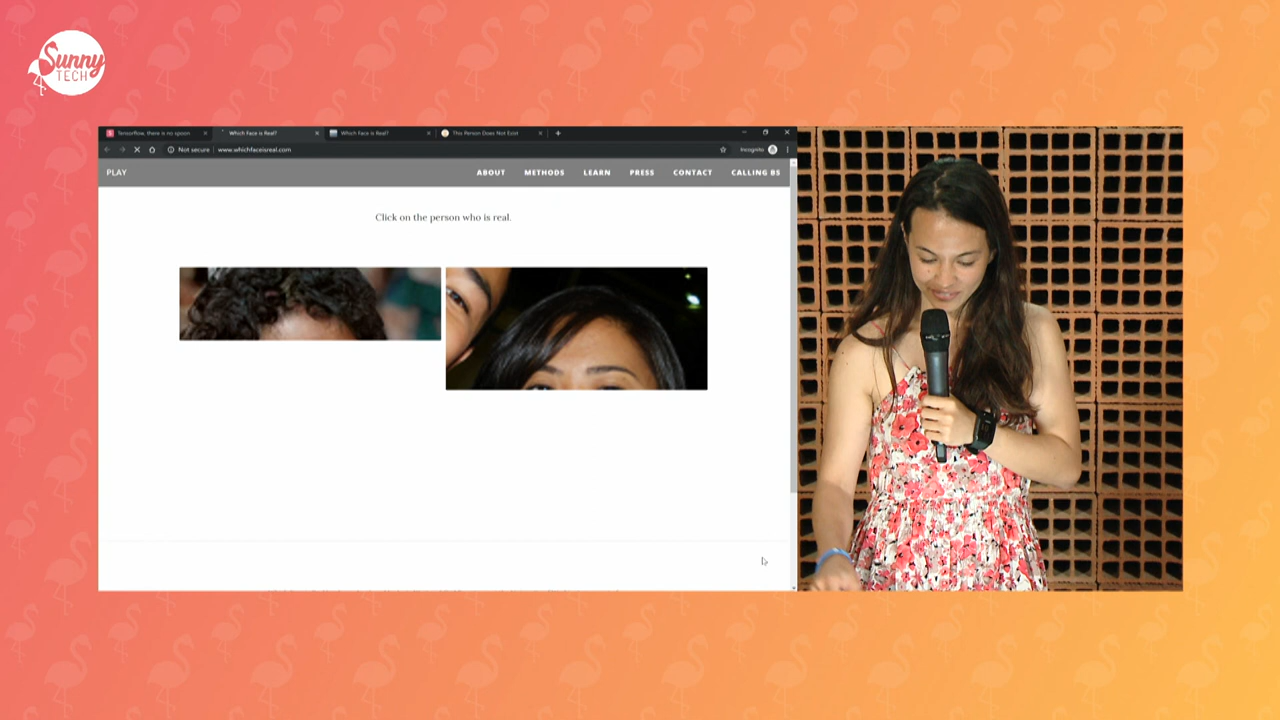 Sunny
TECH
Tensorflow, there is no spoon
Which Face is Real?
Which Face is Real?
This Person Does Not Exist
Not secure
www.whichfaceisreal.com
Incognito
PLAY
ABOUT
METHODS
LEARN
PRESS
CONTACT
CALLING BS
Click on the person who is real.